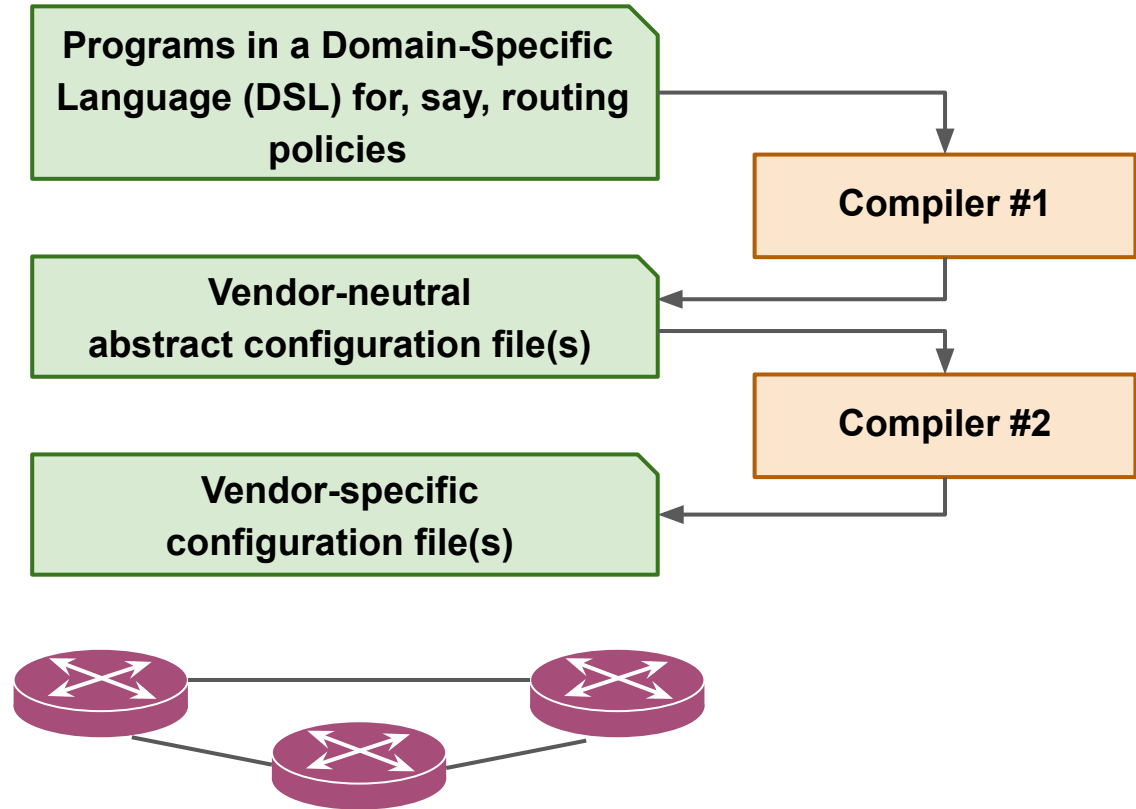 Programs in a Domain-Specific
Language (DSL) for, say, routing
policies
Compiler #1
Vendor-neutral
abstract configuration file(s)
Compiler #2
Vendor-specific
configuration file(s)